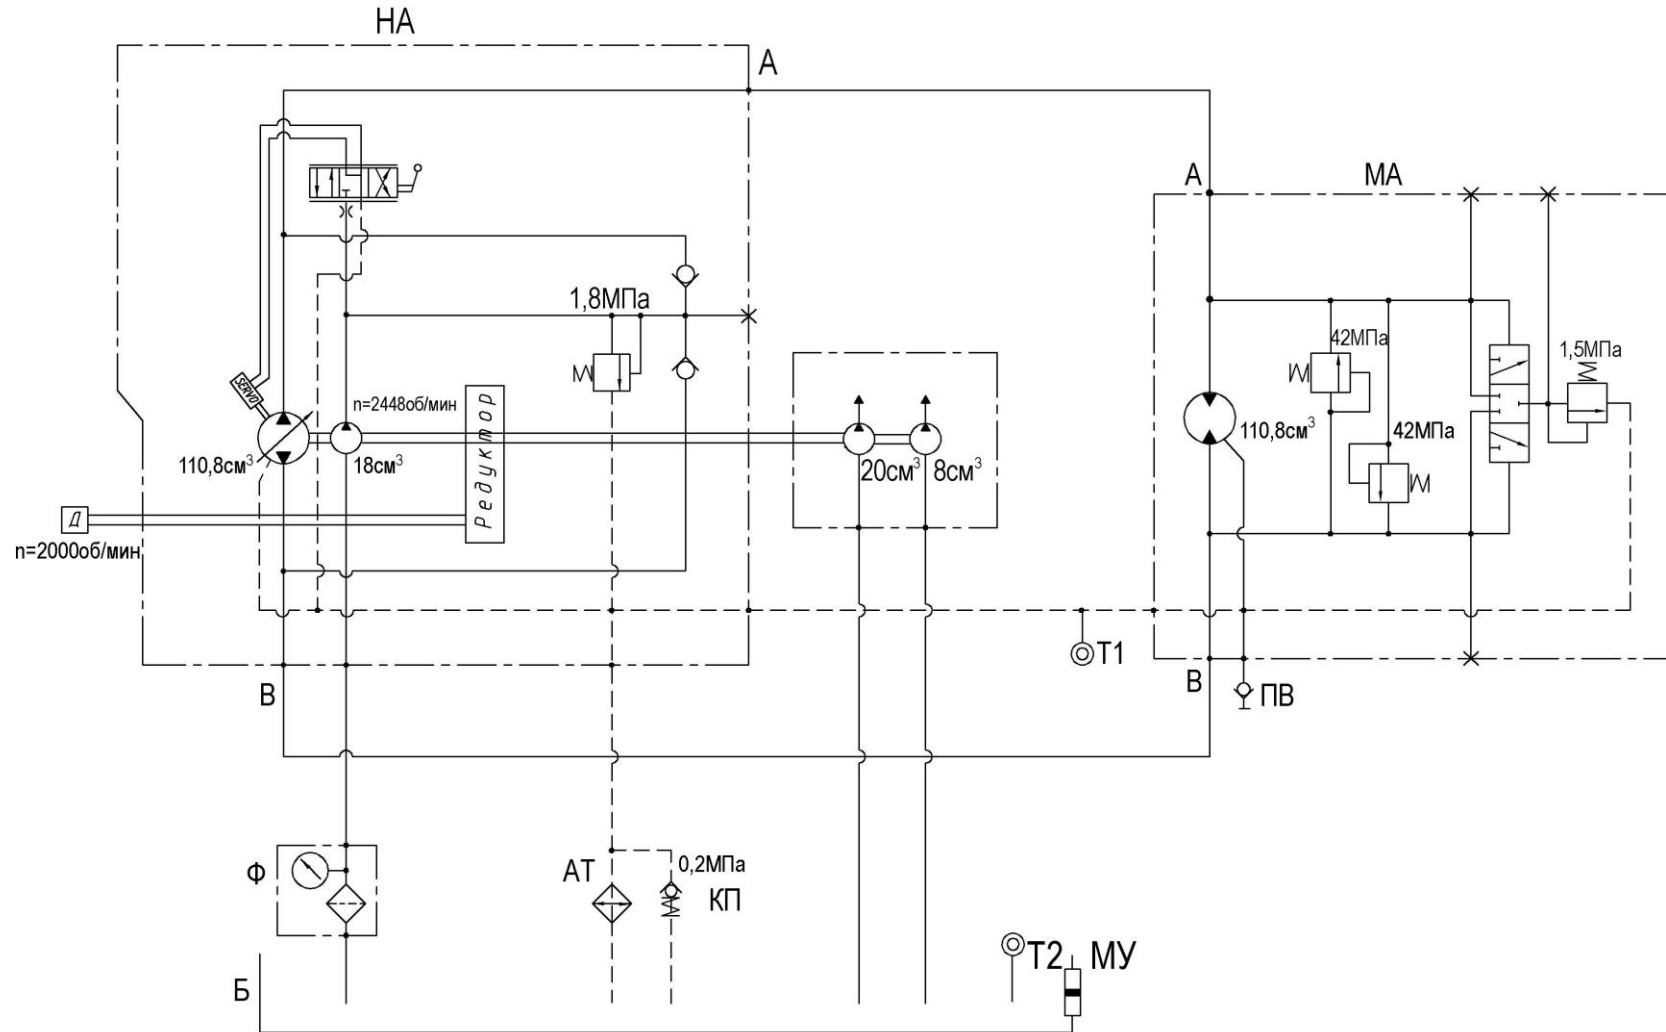 НА
А
А
МА
SERVO
1,8МПа
42МПа
1,5МПа
n=2448об/мин
Редуктор
110,8см³
42МПа
110,8см³
18см³
20см³
8см³
Д
n=2000об/мин
Т1
В
В
ПВ
Ф
АТ
0,2МПа
КП
Т2
МУ
Б